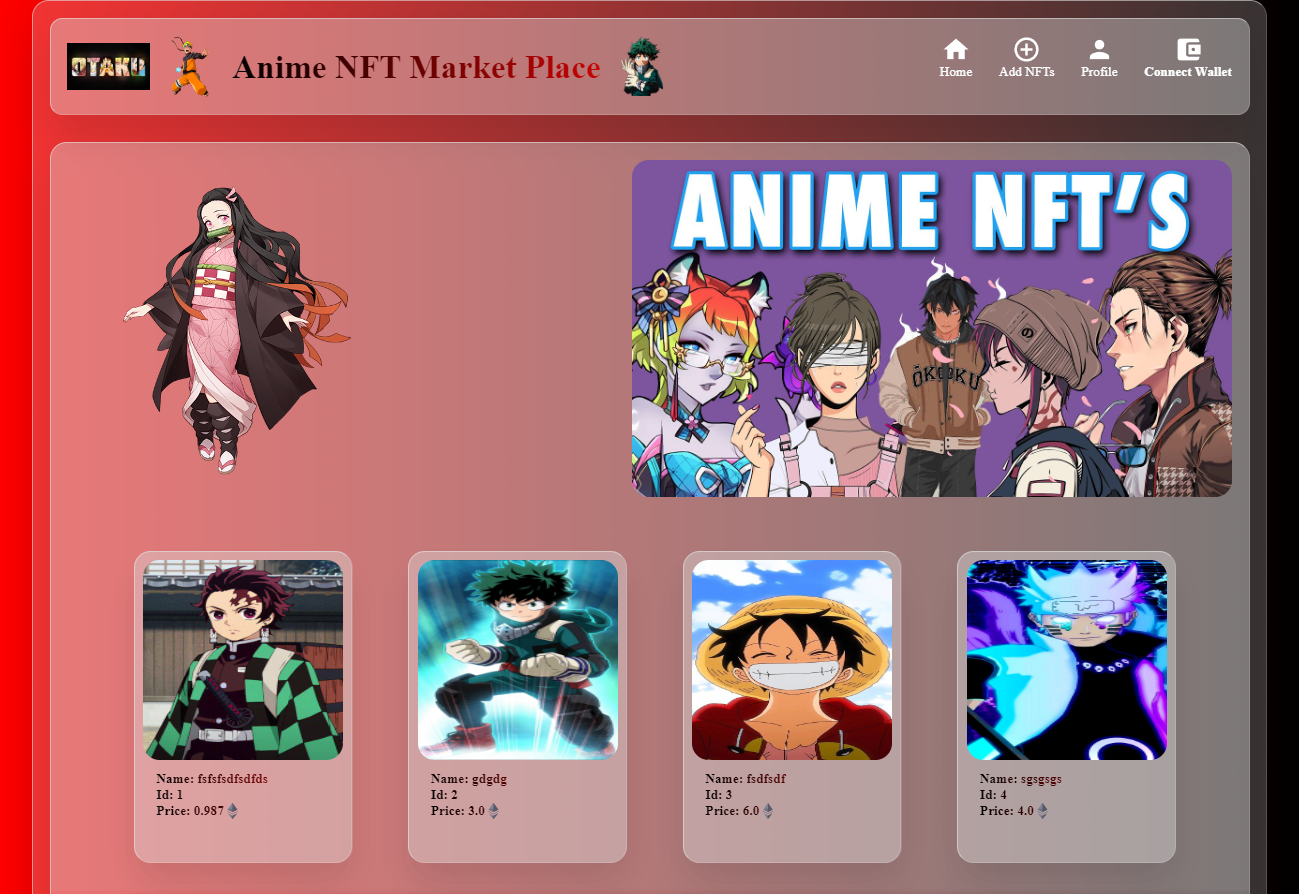 OTAKU
Anime NFT Market Place
Home
Add NFTs
Profile
Connect Wallet
ANIME NFT'S
ŌKOKU
Name: fsfsfsdfsdfds
Id: 1
Price: 0.987
Name: gdgdg
Id: 2
Price: 3.0
Name: fsdfsdf
Id: 3
Price: 6.0
Name: sgsgsgs
Id: 4
Price: 4.0